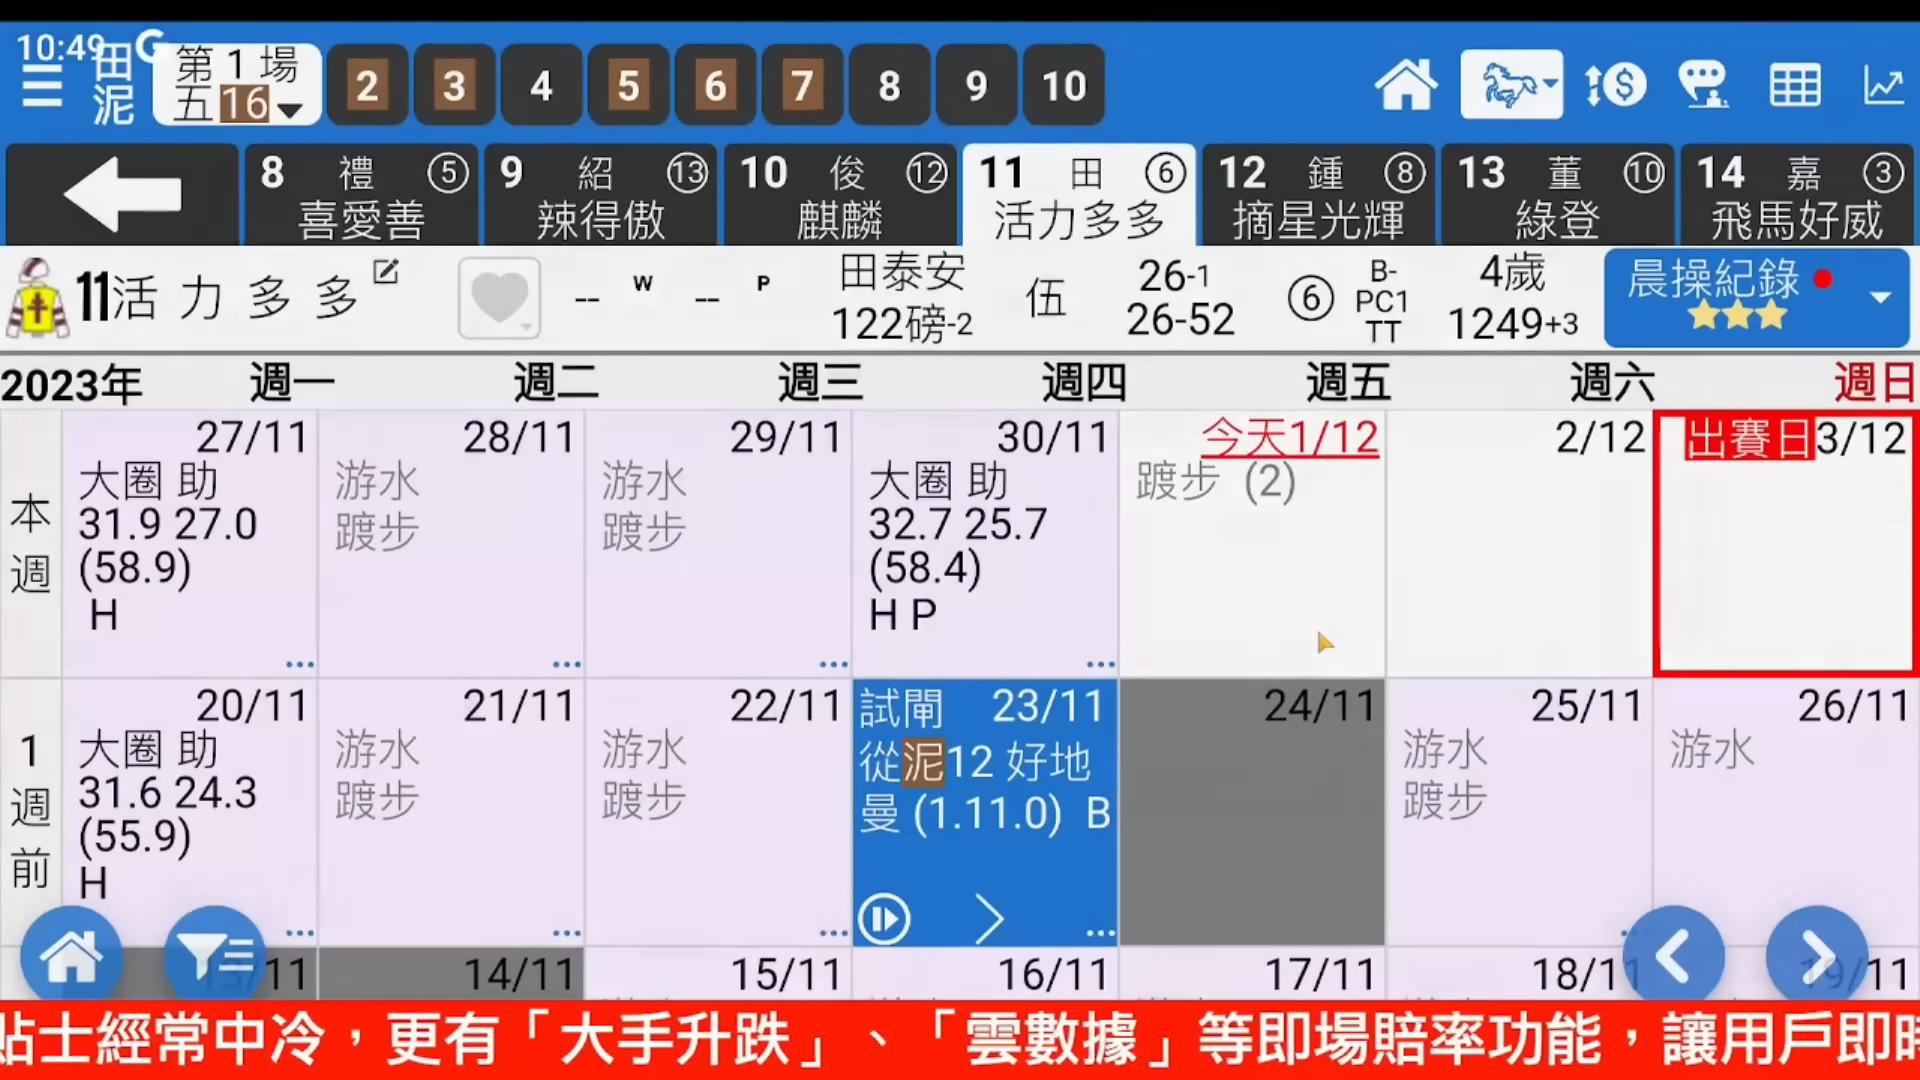 10:49 G
田泥
第1場
五16
2 3 4 5 6 7 8 9 10
8 禮 ⑤
喜愛善
9 紹 ⑬
辣得傲
10 俊 ⑫
麒麟
11 田 ⑥
活力多多
12 鍾 ⑧
摘星光輝
13 董 ⑩
綠登
14 嘉 ③
飛馬好威
11活力多多
-- W -- P
田泰安
122磅-2
伍
26-1
26-52
⑥
B-
PC1
TT
4歲
1249+3
晨操紀錄
2023年 週一 週二 週三 週四 週五 週六 週日
本週
27/11
大圈 助
31.9 27.0
(58.9)
H
...
28/11
游水
踱步
...
29/11
游水
踱步
...
30/11
大圈 助
32.7 25.7
(58.4)
H P
...
今天1/12
踱步 (2)
2/12
出賽日3/12
1週前
20/11
大圈 助
31.6 24.3
(55.9)
H
...
21/11
游水
踱步
...
22/11
游水
踱步
...
試閘 23/11
從泥12 好地
曼 (1.11.0) B
...
24/11
25/11
游水
踱步
26/11
游水
13/11 14/11 15/11 16/11 17/11 18/11 19/11
貼士經常中冷，更有「大手升跌」、「雲數據」等即場賠率功能，讓用戶即時